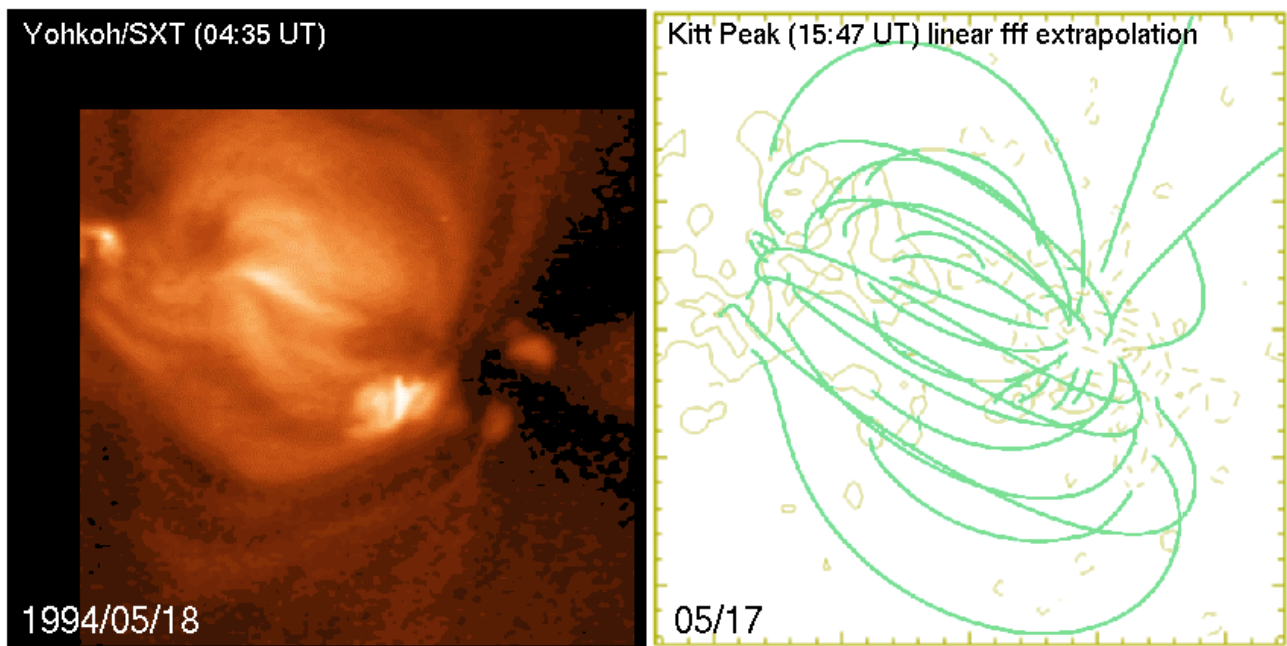 Yohkoh/SXT (04:35 UT)
Kitt Peak (15:47 UT) linear fff extrapolation
1994/05/18
05/17